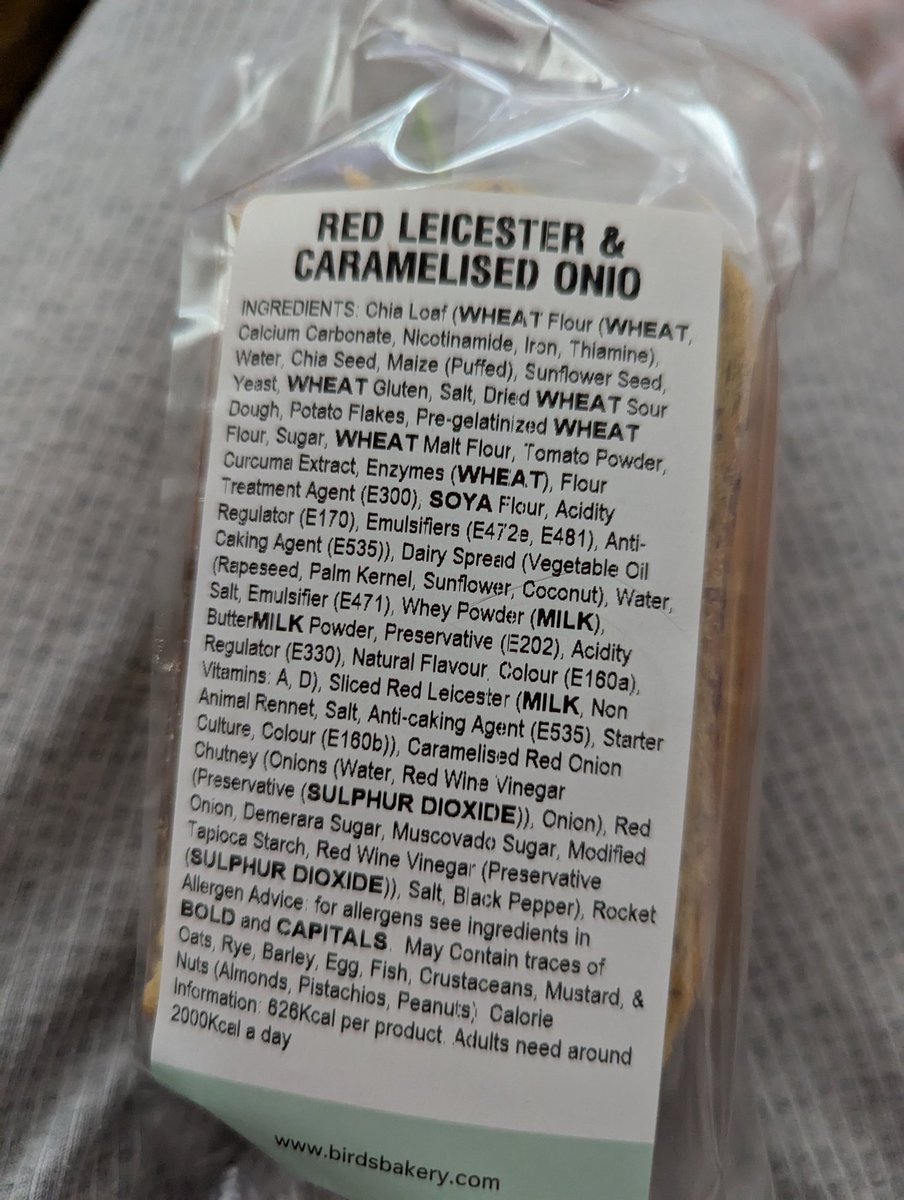 RED LEICESTER &
CARAMELISED ONIO
INGREDIENTS: Chia Loaf (WHEAT Flour (WHEAT,
Calcium Carbonate, Nicotinamide, Iron, Thiamine),
Water, Chia Seed, Maize (Puffed), Sunflower Seed,
Yeast, WHEAT Gluten, Salt, Dried WHEAT Sour
Dough, Potato Flakes, Pre-gelatinized WHEAT
Flour, Sugar, WHEAT Malt Flour, Tomato Powder,
Curcuma Extract, Enzymes (WHEAT), Flour
Treatment Agent (E300), SOYA Flour, Acidity
Regulator (E170), Emulsifiers (E472e, E481), Anti-
Caking Agent (E535)), Dairy Spread (Vegetable Oil
(Rapeseed, Palm Kernel, Sunflower, Coconut), Water,
Salt, Emulsifier (E471), Whey Powder (MILK),
ButterMILK Powder, Preservative (E202), Acidity
Regulator (E330), Natural Flavour, Colour (E160a),
Vitamins: A, D), Sliced Red Leicester (MILK, Non
Animal Rennet, Salt, Anti-caking Agent (E535), Starter
Culture, Colour (E160b)), Caramelised Red Onion
Chutney (Onions (Water, Red Wine Vinegar
(Preservative (SULPHUR DIOXIDE)), Onion), Red
Onion, Demerara Sugar, Muscovado Sugar, Modified
Tapioca Starch, Red Wine Vinegar (Preservative
(SULPHUR DIOXIDE)), Salt, Black Pepper), Rocket
Allergen Advice: for allergens see ingredients in
BOLD and CAPITALS. May Contain traces of
Oats, Rye, Barley, Egg, Fish, Crustaceans, Mustard, &
Nuts (Almonds, Pistachios, Peanuts) Calorie
Information: 626Kcal per product. Adults need around
2000Kcal a day
www.birdsbakery.com